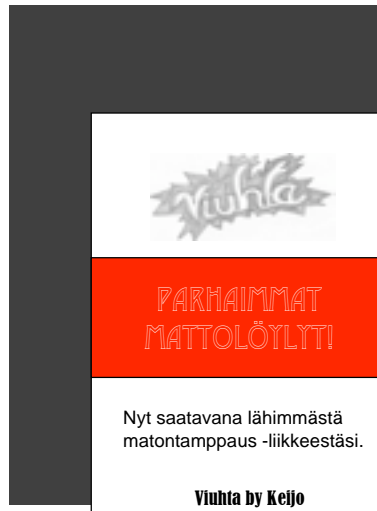 Viuhta
PARHAIMMAT
MATTOLÖYLYT!
Nyt saatavana lähimmästä
matontamppaus -liikkeestäsi.
Viuhta by Keijo